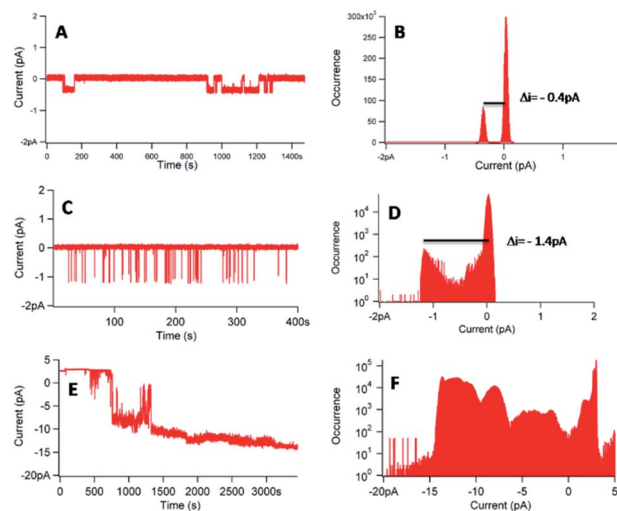 A
Current (pA)
2
1
0
-1
-2pA
0
200
400
600
800
1000
1200
1400s
Time (s)
B
Occurrence
300x10³
250
200
150
100
50
0
Δi= - 0.4pA
-2pA
-1
0
1
Current (pA)
C
Current (pA)
2
1
0
-1
-2pA
100
200
300
400s
Time (s)
D
Occurrence
10⁴
10³
10²
10¹
10⁰
Δi= - 1.4pA
-2pA
-1
0
1
2
Current (pA)
E
Current (pA)
5
0
-5
-10
-15
-20pA
0
500
1000
1500
2000
2500
3000s
Time (s)
F
Occurrence
10⁵
10⁴
10³
10²
10¹
10⁰
-20pA
-15
-10
-5
0
5
Current (pA)